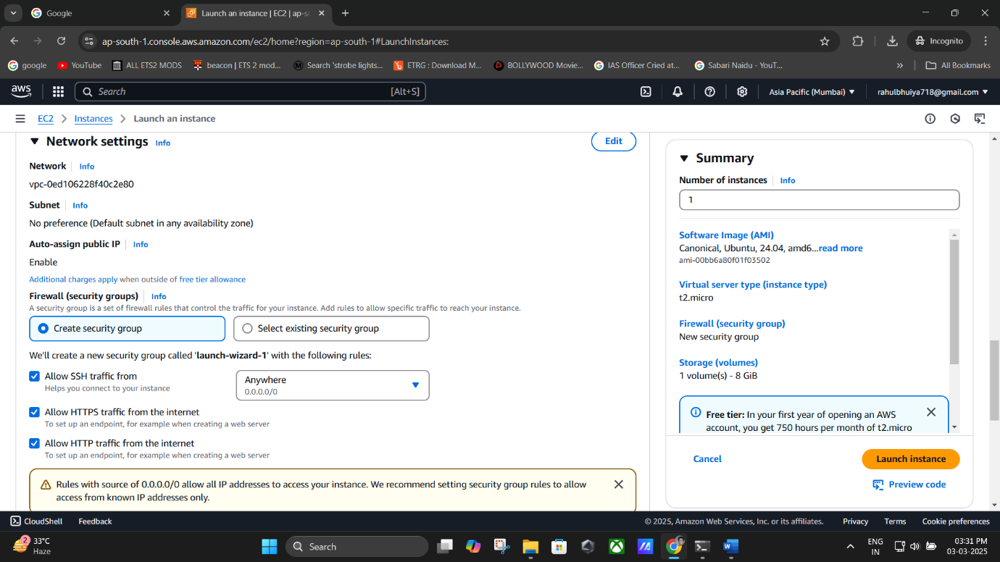 Google
Launch an instance | EC2 | ap-so
ap-south-1.console.aws.amazon.com/ec2/home?region=ap-south-1#LaunchInstances:
Incognito
google
YouTube
ALL ETS2 MODS
beacon | ETS 2 mod...
Search 'strobe lights...
ETRG : Download M...
BOLLYWOOD Movie...
IAS Officer Cried at...
Sabari Naidu - YouT...
»
All Bookmarks
aws
Search
[Alt+S]
Asia Pacific (Mumbai)
rahulbhuiya718@gmail.com
EC2
Instances
Launch an instance
Network settings Info
Edit
Network Info
vpc-0ed106228f40c2e80
Subnet Info
No preference (Default subnet in any availability zone)
Auto-assign public IP Info
Enable
Additional charges apply when outside of free tier allowance
Firewall (security groups) Info
A security group is a set of firewall rules that control the traffic for your instance. Add rules to allow specific traffic to reach your instance.
Create security group
Select existing security group
We'll create a new security group called 'launch-wizard-1' with the following rules:
Allow SSH traffic from
Helps you connect to your instance
Anywhere
0.0.0.0/0
Allow HTTPS traffic from the internet
To set up an endpoint, for example when creating a web server
Allow HTTP traffic from the internet
To set up an endpoint, for example when creating a web server
Rules with source of 0.0.0.0/0 allow all IP addresses to access your instance. We recommend setting security group rules to allow
access from known IP addresses only.
Summary
Number of instances Info
1
Software Image (AMI)
Canonical, Ubuntu, 24.04, amd6...read more
ami-00bb6a80f01f03502
Virtual server type (instance type)
t2.micro
Firewall (security group)
New security group
Storage (volumes)
1 volume(s) - 8 GiB
Free tier: In your first year of opening an AWS
account, you get 750 hours per month of t2.micro
Cancel
Launch instance
Preview code
CloudShell
Feedback
© 2025, Amazon Web Services, Inc. or its affiliates.
Privacy
Terms
Cookie preferences
2
33°C
Haze
Search
ENG
IN
03:31 PM
03-03-2025